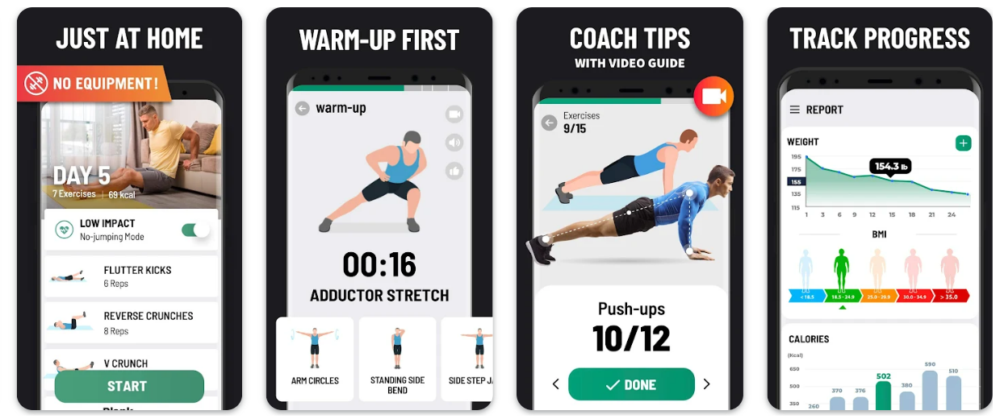 JUST AT HOME
NO EQUIPMENT!
DAY 5
7 Exercises | 69 kcal
LOW IMPACT
No-jumping Mode
FLUTTER KICKS
6 Reps
REVERSE CRUNCHES
8 Reps
V CRUNCH
START
WARM-UP FIRST
warm-up
00:16
ADDUCTOR STRETCH
ARM CIRCLES
STANDING SIDE
BEND
SIDE STEP
COACH TIPS
WITH VIDEO GUIDE
Exercises
9/15
Push-ups
10/12
DONE
TRACK PROGRESS
REPORT
WEIGHT
195
175
155
135
115
154.3 lb
1 3 6 9 12 15 18 21 24
BMI
< 18.5 18.5 - 24.9 25.0 - 29.9 30.0 - 34.9 > 35.0
CALORIES
(Kcal)
650
500
350
260 370 376 502 380 590 510